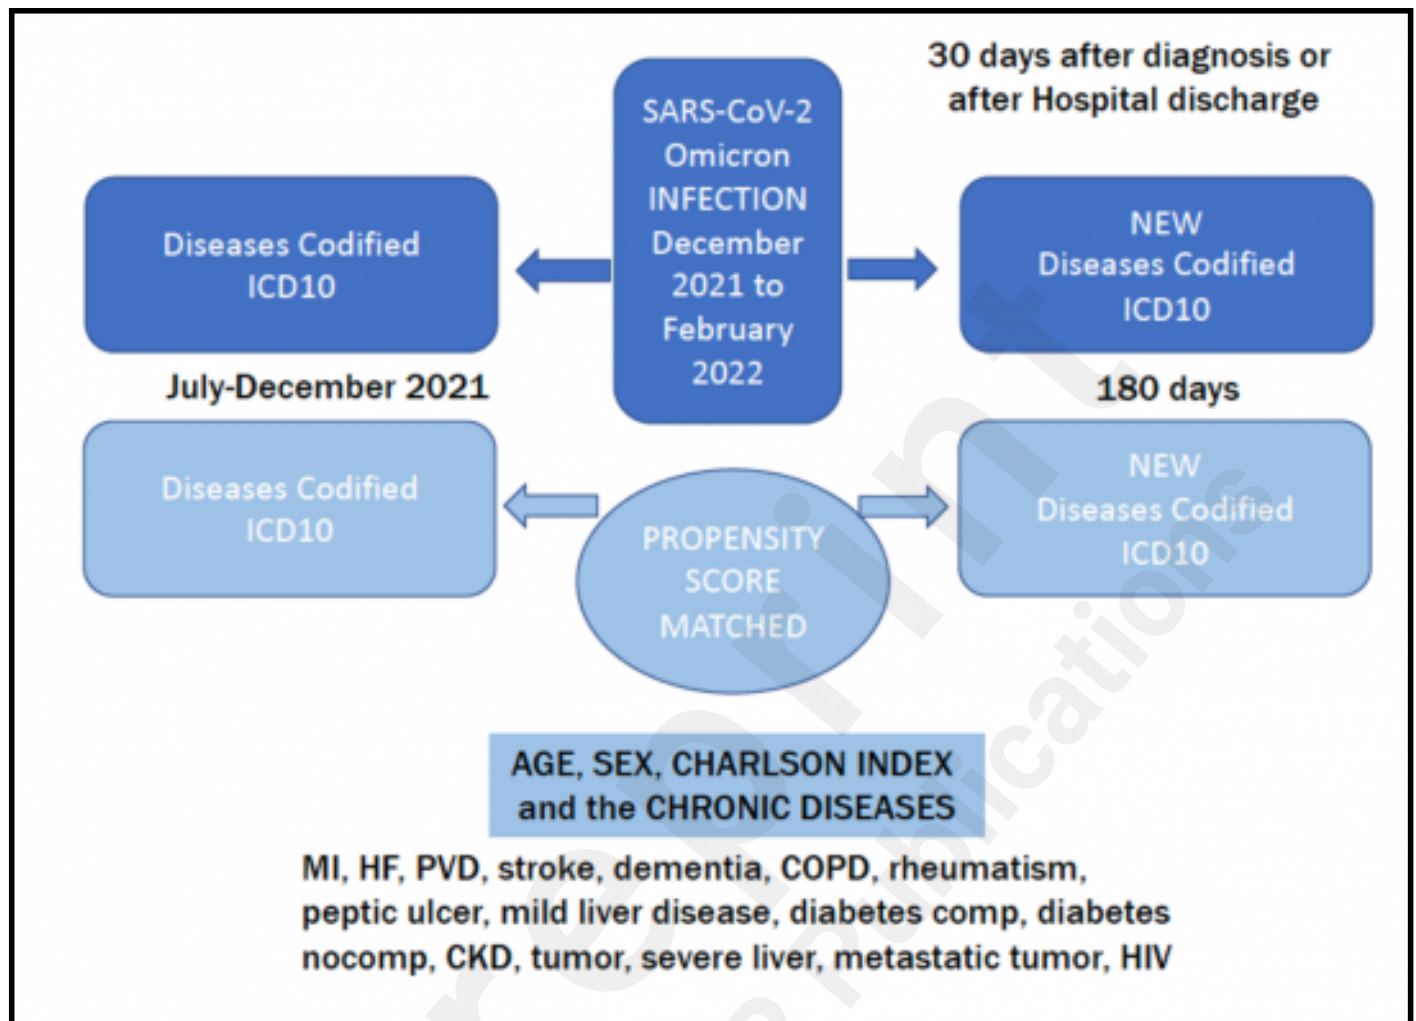 30 days after diagnosis or
after Hospital discharge
SARS-CoV-2
Omicron
INFECTION
December
2021 to
February
2022
Diseases Codified
ICD10
NEW
Diseases Codified
ICD10
July-December 2021
180 days
Diseases Codified
ICD10
PROPENSITY
SCORE
MATCHED
NEW
Diseases Codified
ICD10
AGE, SEX, CHARLSON INDEX
and the CHRONIC DISEASES
MI, HF, PVD, stroke, dementia, COPD, rheumatism,
peptic ulcer, mild liver disease, diabetes comp, diabetes
nocomp, CKD, tumor, severe liver, metastatic tumor, HIV
eprint
Publications